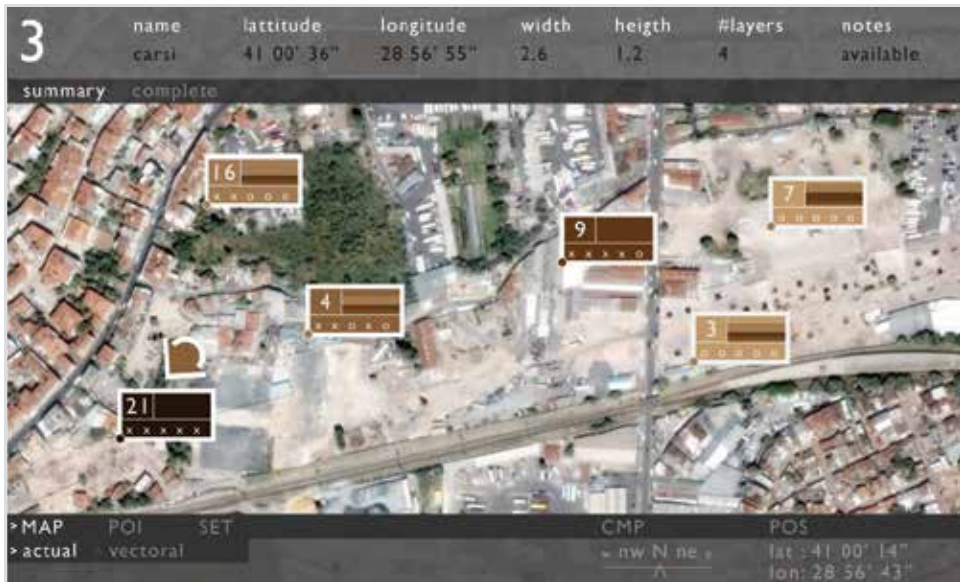 3
name lattitude longitude width heigth #layers notes
carsi 41 00' 36" 28 56' 55" 2.6 1.2 4 available
summary complete
16
x x o o o
7
o o o o o
9
x x x x o
4
x x o x o
3
o o o o o
21
x x x x x
>MAP POI SET CMP POS
>actual vectoral nw N ne lat : 41 00' 14"
lon: 28 56' 43"